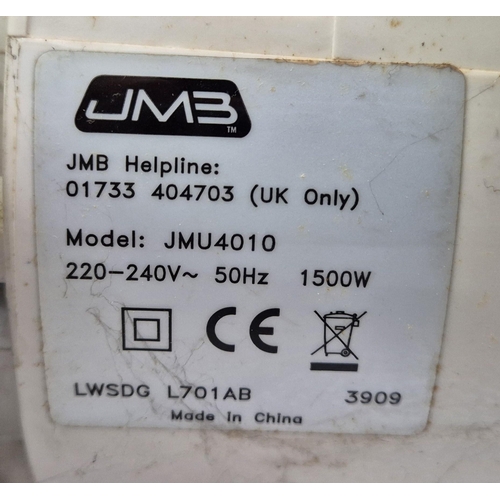 JMB TM
JMB Helpline:
01733 404703 (UK Only)
Model: JMU4010
220-240V~ 50Hz 1500W
CE
LWSDG L701AB 3909
Made in China